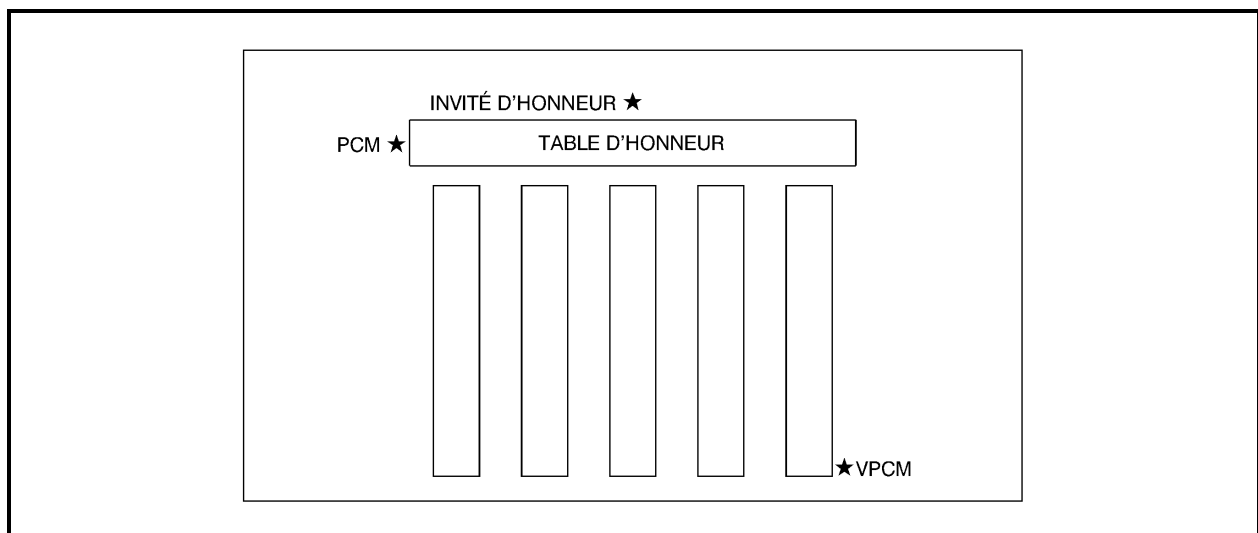 INVITÉ D'HONNEUR ★
PCM ★
TABLE D'HONNEUR
★ VPCM